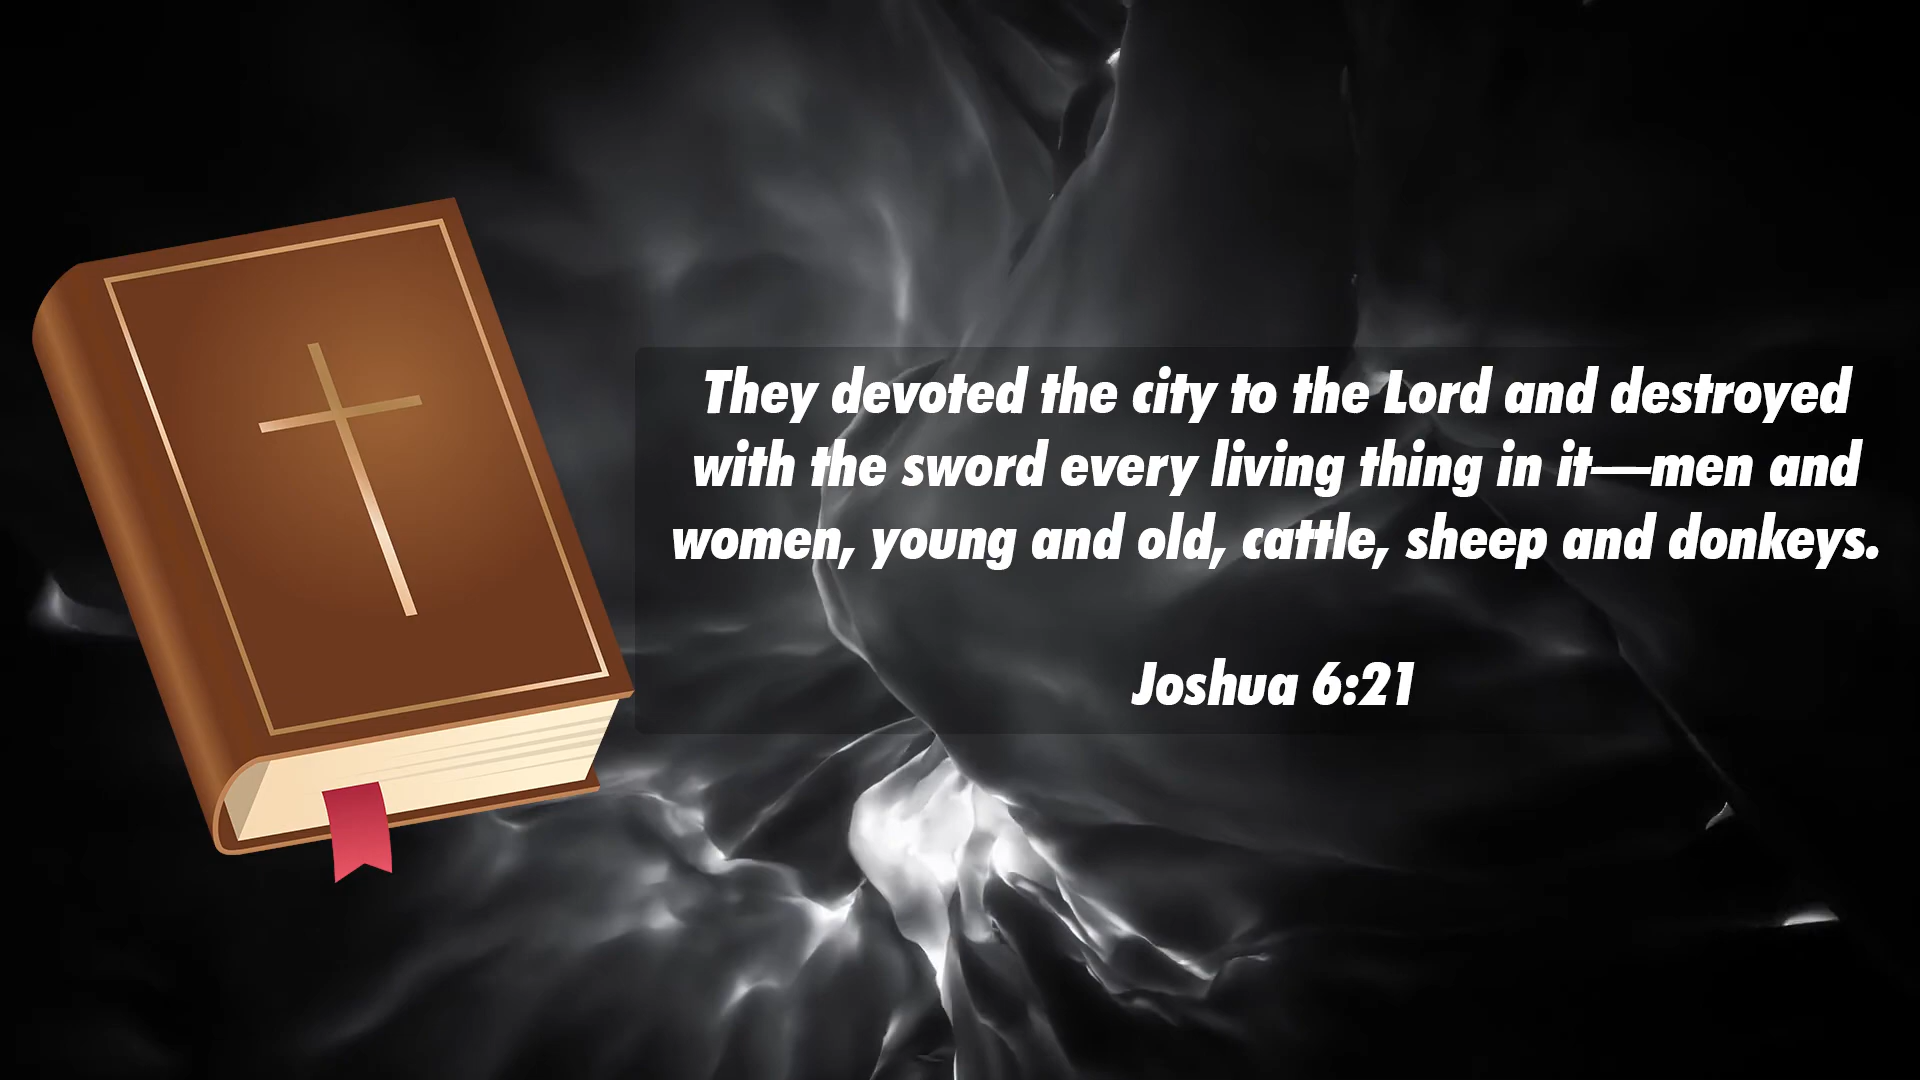 They devoted the city to the Lord and destroyed
with the sword every living thing in it—men and
women, young and old, cattle, sheep and donkeys.
Joshua 6:21